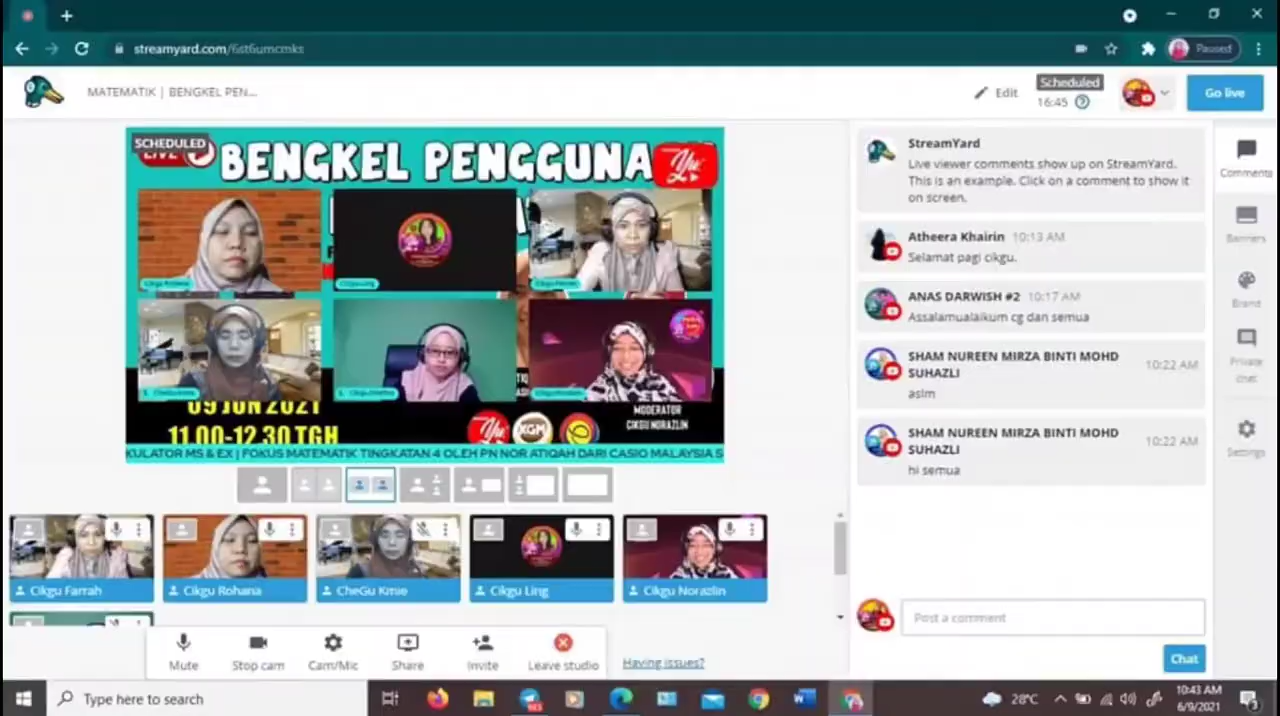 streamyard.com/6st6umcmks
Paused
MATEMATIK | BENGKEL PEN...
Edit
Scheduled
16:45
Go live
SCHEDULED
BENGKEL PENGGUNA
09 JUN 2021
11.00-12.30 TGH
MODERATOR
CIKGU NORAZLIN
KULATOR MS & EX | FOKUS MATEMATIK TINGKATAN 4 OLEH PN NOR ATIQAH DARI CASIO MALAYSIA S
Cikgu Farrah
Cikgu Rohana
CheGu Kmie
Cikgu Ling
Cikgu Norazlin
Mute
Stop cam
Cam/Mic
Share
Invite
Leave studio
Having issues?
StreamYard
Live viewer comments show up on StreamYard.
This is an example. Click on a comment to show it
on screen.
Atheera Khairin 10:13 AM
Selamat pagi cikgu.
ANAS DARWISH #2 10:17 AM
Assalamualaikum cg dan semua
SHAM NUREEN MIRZA BINTI MOHD
SUHAZLI
10:22 AM
aslm
SHAM NUREEN MIRZA BINTI MOHD
SUHAZLI
10:22 AM
hi semua
Post a comment
Chat
Comments
Banners
Brand
Private
chat
Settings
Type here to search
28°C
10:43 AM
6/9/2021